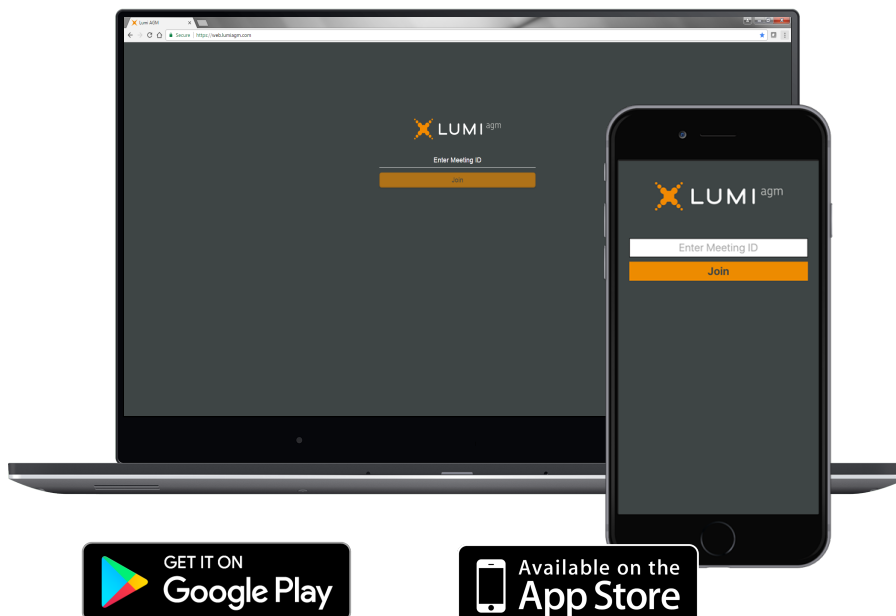 Lumi AGM
Secure | https://web.lumiagm.com
LUMI agm
Enter Meeting ID
Join
LUMI agm
Enter Meeting ID
Join
GET IT ON
Google Play
Available on the
App Store